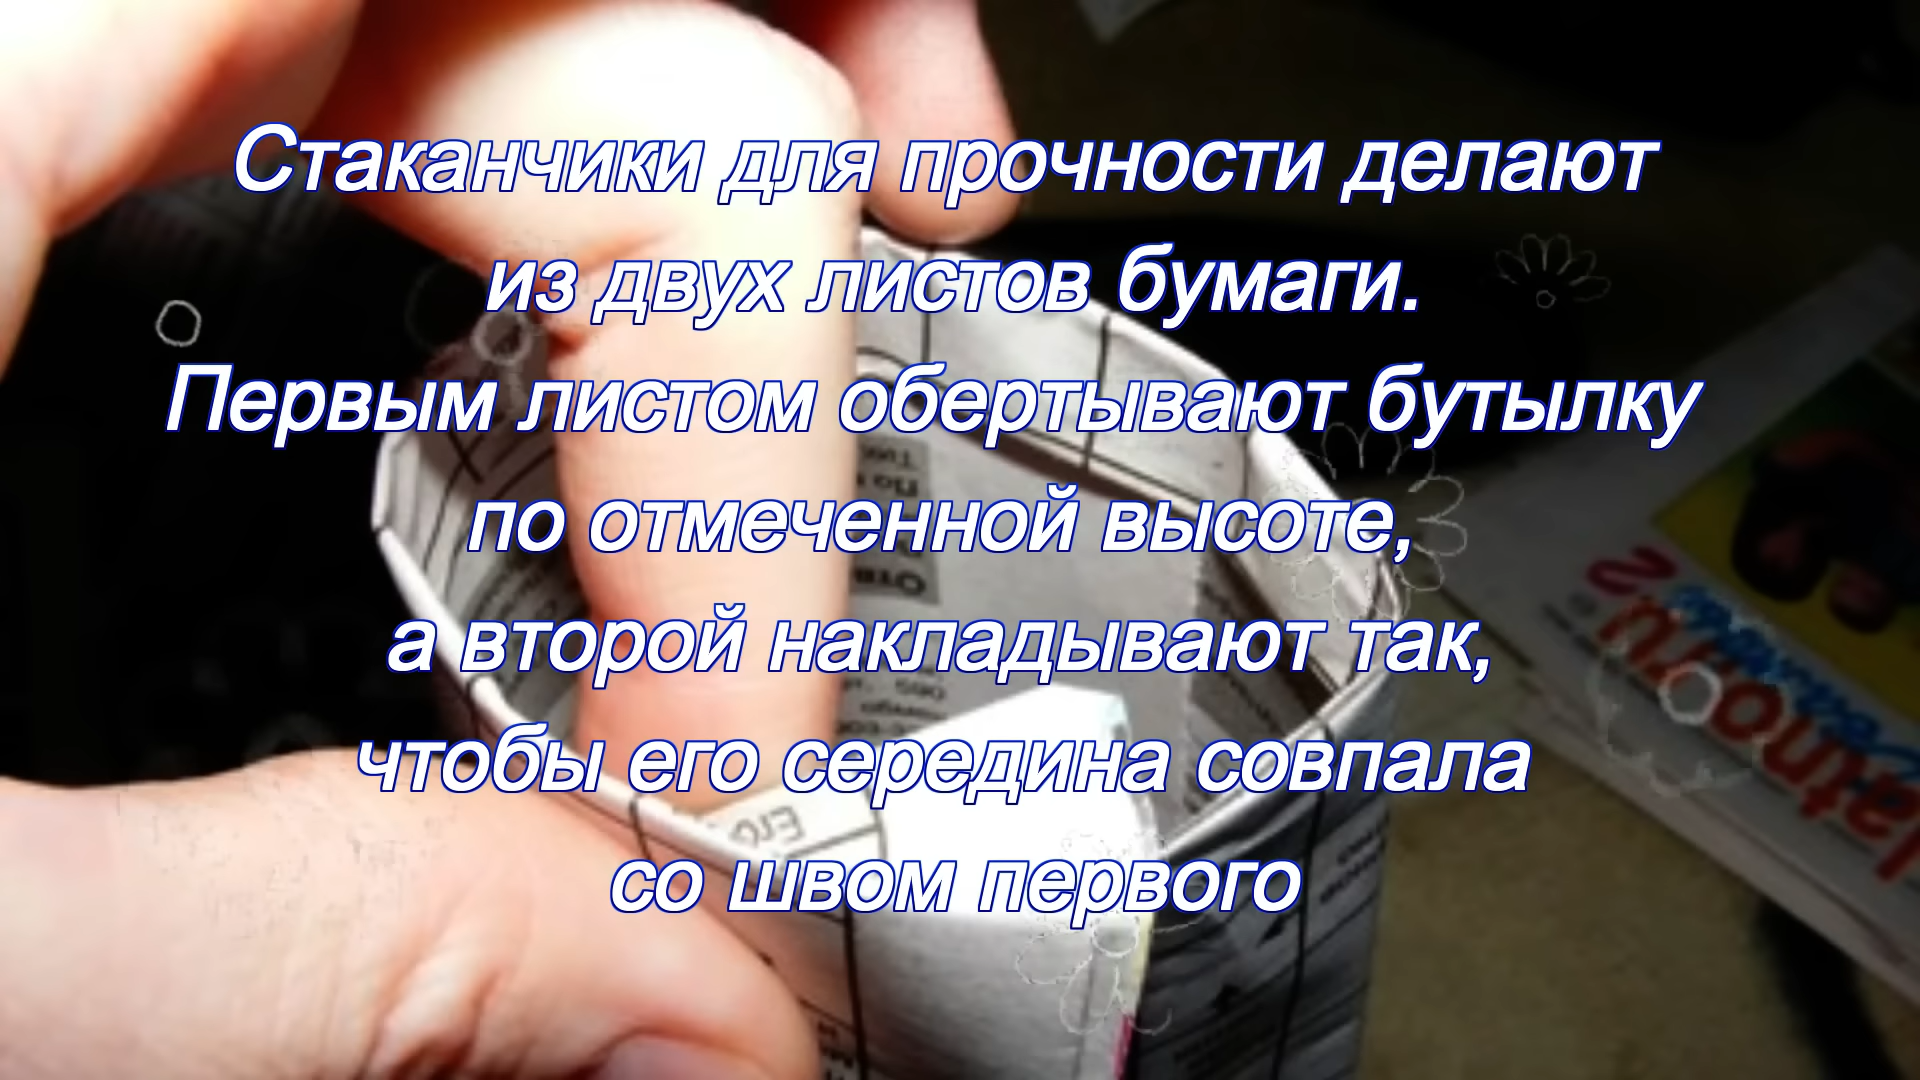 Стаканчики для прочности делают
из двух листов бумаги.
Первым листом обертывают бутылку
по отмеченной высоте,
а второй накладывают так,
чтобы его середина совпала
со швом первого